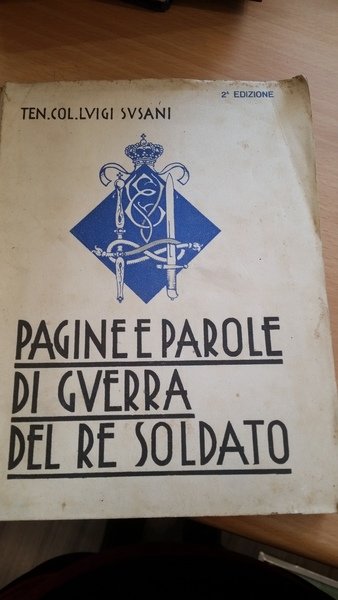 2ª EDIZIONE
TEN.COL.LVIGI SVSANI
PAGINE E PAROLE
DI GVERRA
DEL RE SOLDATO